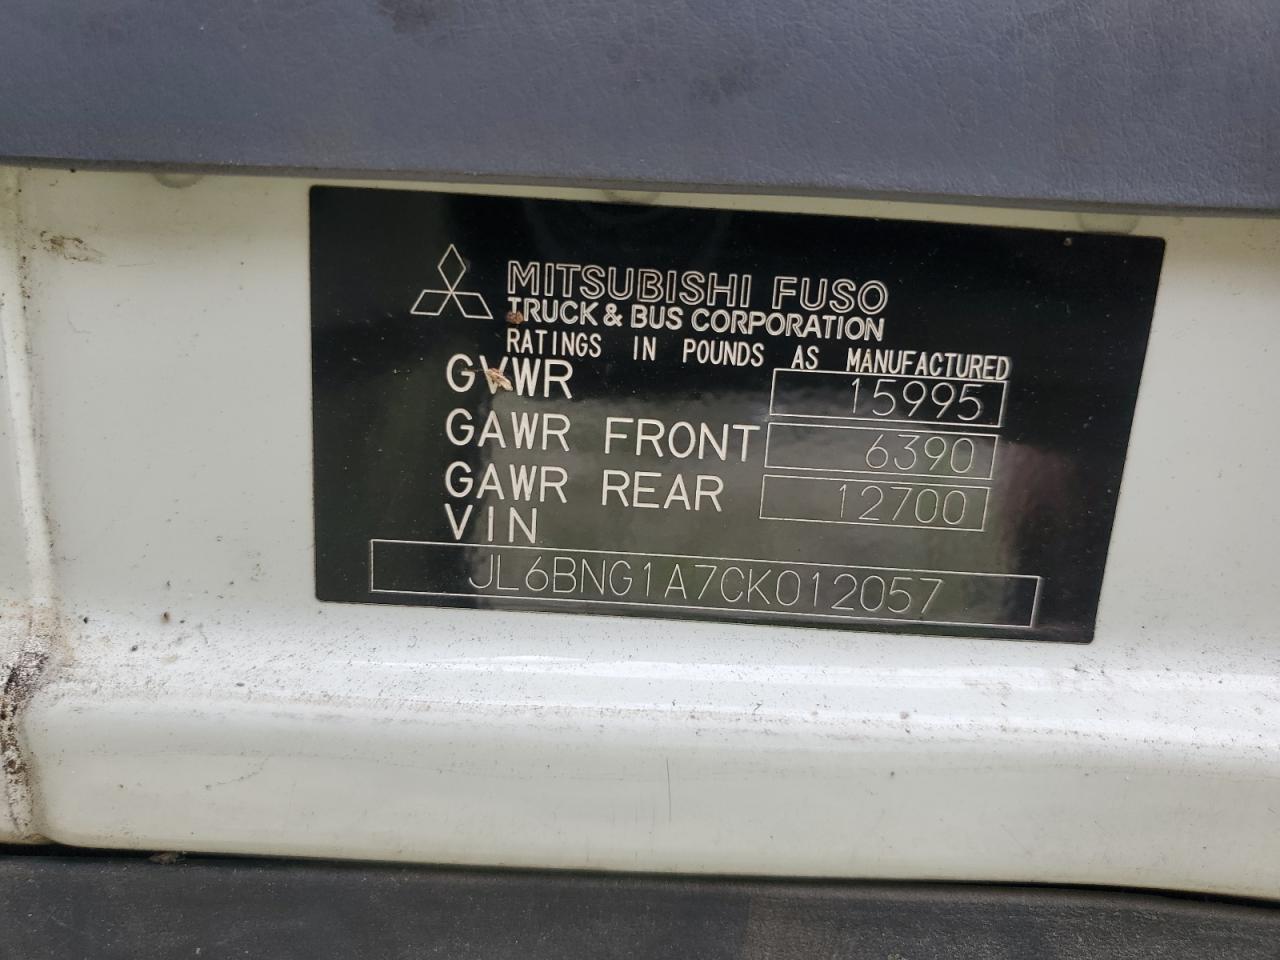 MITSUBISHI FUSO
TRUCK & BUS CORPORATION
RATINGS IN POUNDS AS MANUFACTURED
GVWR 15995
GAWR FRONT 6390
GAWR REAR 12700
VIN
JL6BNG1A7CK012057